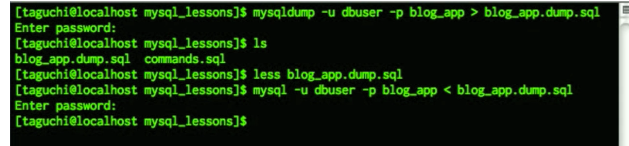 [taguchi@localhost mysql_lessons]$ mysqldump -u dbuser -p blog_app > blog_app.dump.sql
Enter password:
[taguchi@localhost mysql_lessons]$ ls
blog_app.dump.sql  commands.sql
[taguchi@localhost mysql_lessons]$ less blog_app.dump.sql
[taguchi@localhost mysql_lessons]$ mysql -u dbuser -p blog_app < blog_app.dump.sql
Enter password:
[taguchi@localhost mysql_lessons]$